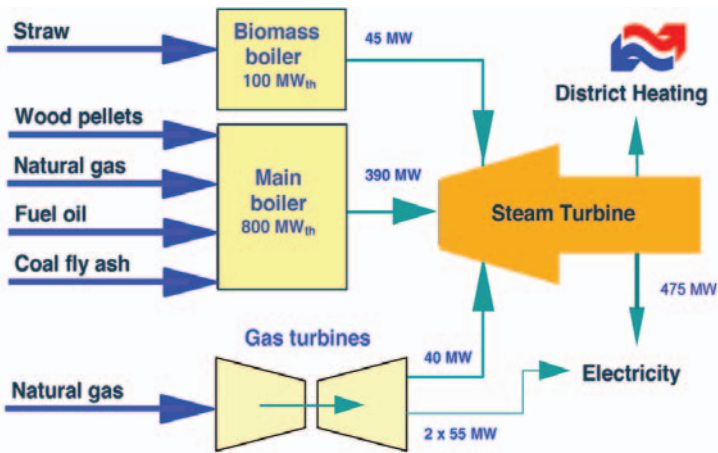 Straw
Biomass
boiler
100 MWth
45 MW
District Heating
Wood pellets
Natural gas
Fuel oil
Coal fly ash
Main
boiler
800 MWth
390 MW
Steam Turbine
475 MW
Gas turbines
40 MW
Electricity
Natural gas
2 x 55 MW